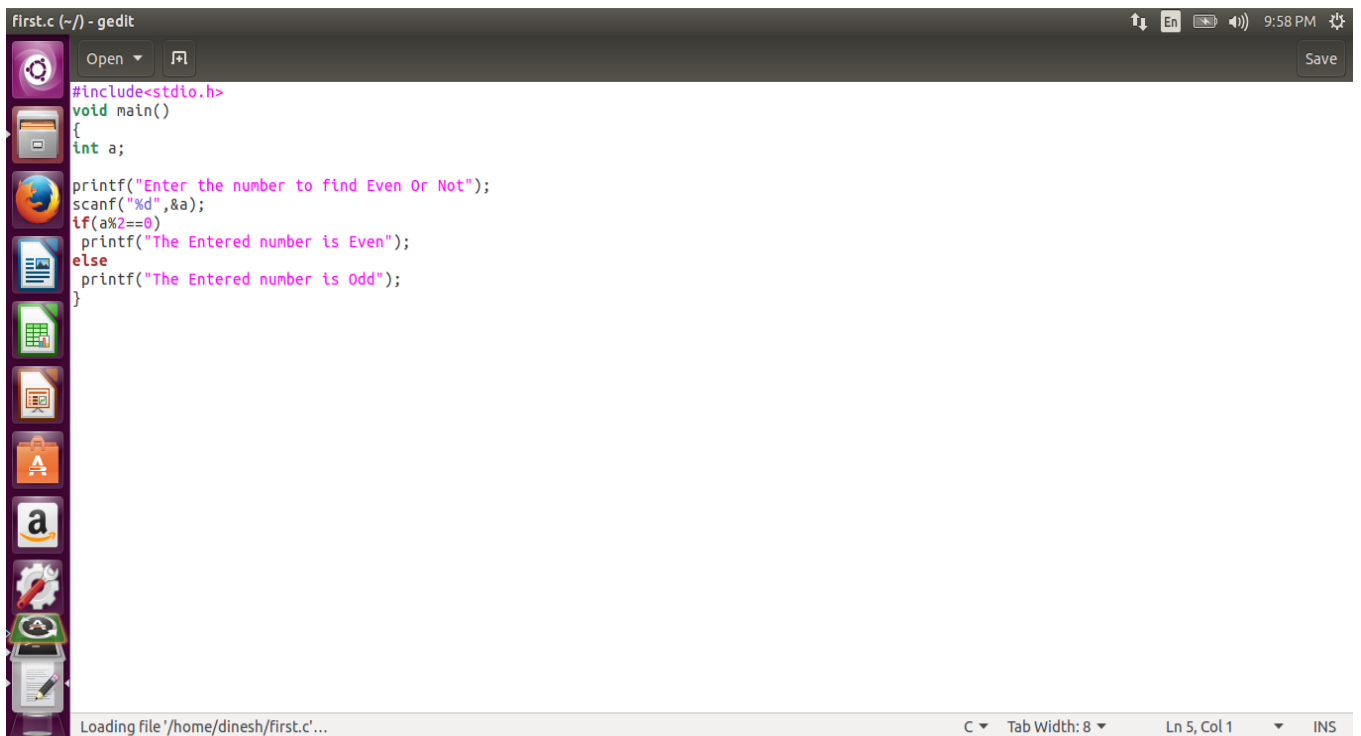 first.c (~/) - gedit
En
9:58 PM
Open
Save
#include<stdio.h>
void main()
{
int a;

printf("Enter the number to find Even Or Not");
scanf("%d",&a);
if(a%2==0)
 printf("The Entered number is Even");
else
 printf("The Entered number is Odd");
}
Loading file '/home/dinesh/first.c'...
C
Tab Width: 8
Ln 5, Col 1
INS